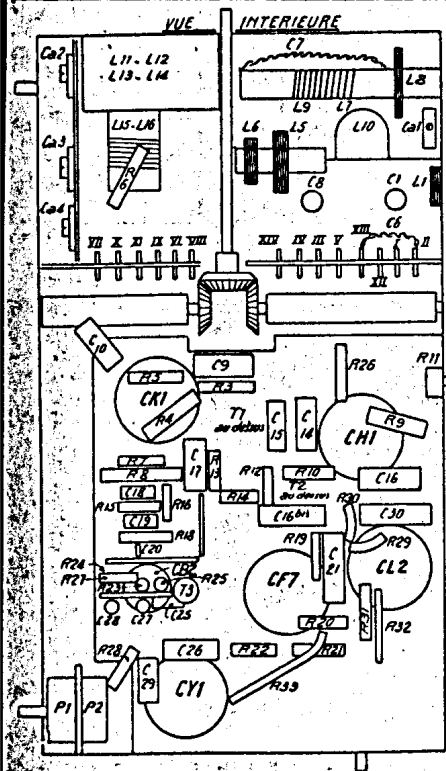 VUE INTERIEURE
Ca2
L11-L12
L13-L14
C7
L8
L9
L7
L15-L16
L6
L5
L10
Ca1
Ca3
R6
C8
C1
L1
Ca4
VII X XI IX VI VIII
XIV IV III V
XIII
C6
II
XII
C10
C9
R3
R3
CK1
R4
T1
au dessus
R26
R11
C15
C14
R9
CH1
R7
R8
C17
R13
R12
R10
T2
au dessus
C16
C18
R15
R16
R14
C16bis
R30
C30
C19
R18
C20
R19
C21
R29
CL2
R24
R27
R23
CB2
R25
T3
CF7
C28
C27
C25
R20
R32
R28
C26
R22
R21
C29
CY1
R33
P1
P2